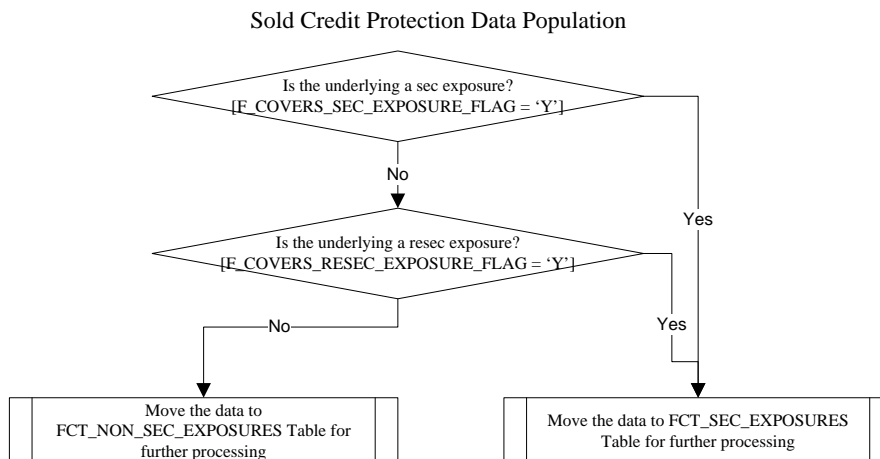 Sold Credit Protection Data Population
Is the underlying a sec exposure?
[F_COVERS_SEC_EXPOSURE_FLAG = ‘Y’]
No
Yes
Is the underlying a resec exposure?
[F_COVERS_RESEC_EXPOSURE_FLAG = ‘Y’]
No
Yes
Move the data to
FCT_NON_SEC_EXPOSURES Table for
further processing
Move the data to FCT_SEC_EXPOSURES
Table for further processing